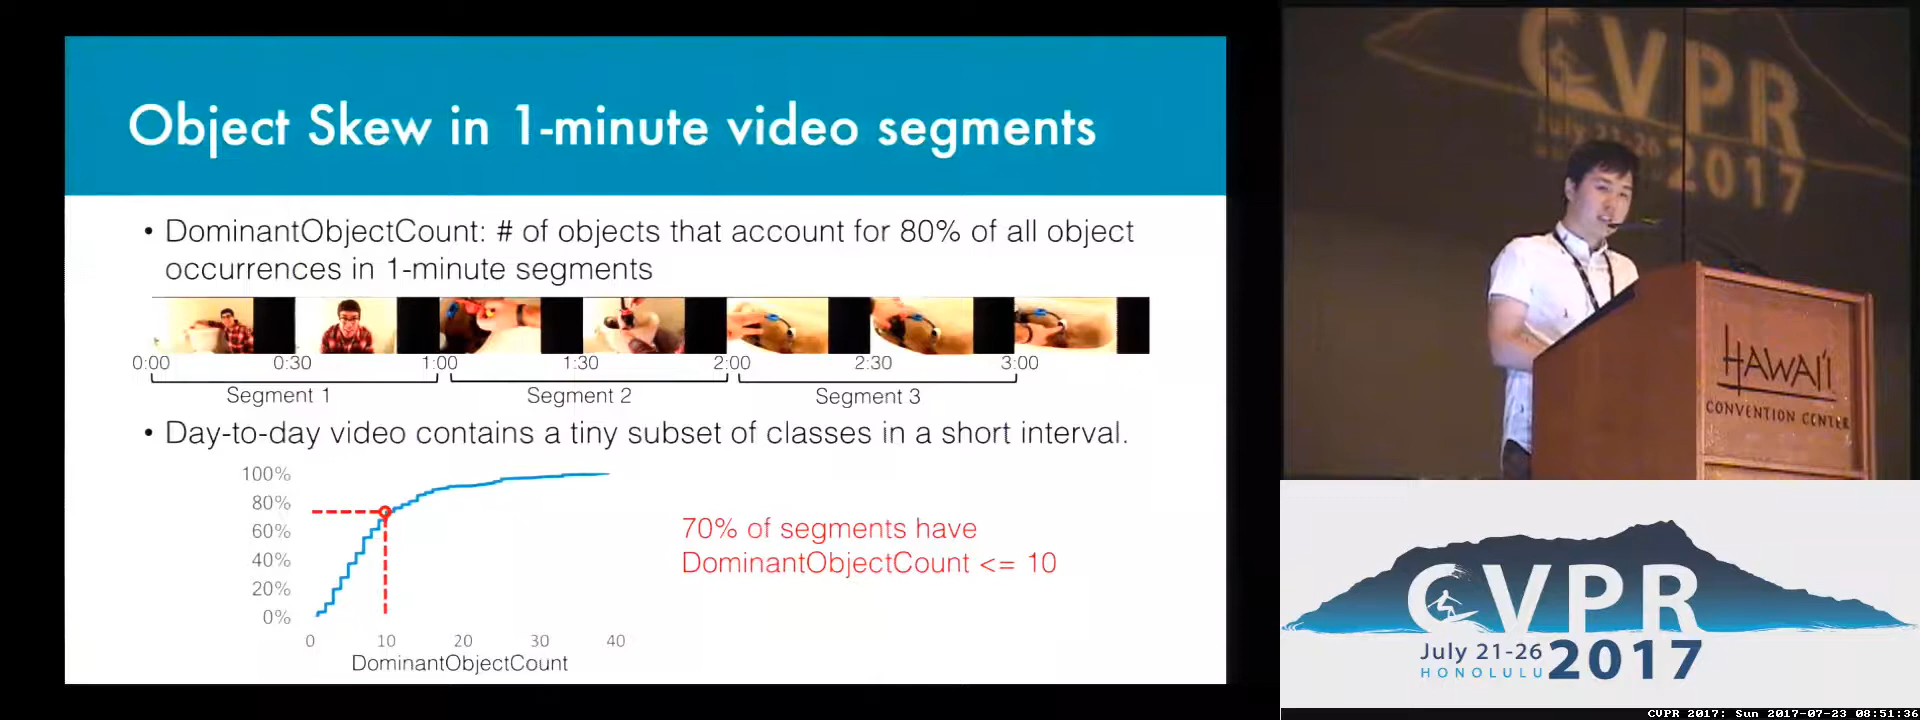 Object Skew in 1-minute video segments
• DominantObjectCount: # of objects that account for 80% of all object
occurrences in 1-minute segments
0:00 0:30 1:00 1:30 2:00 2:30 3:00
Segment 1 Segment 2 Segment 3
• Day-to-day video contains a tiny subset of classes in a short interval.
100%
80%
60%
40%
20%
0%
0 10 20 30 40
DominantObjectCount
70% of segments have
DominantObjectCount <= 10
CVPR
July 21-26
2017
HAWAI'I
CONVENTION CENTER
CVPR
July 21-26
HONOLULU
2017
CVPR 2017: Sun 2017-07-23 08:51:36